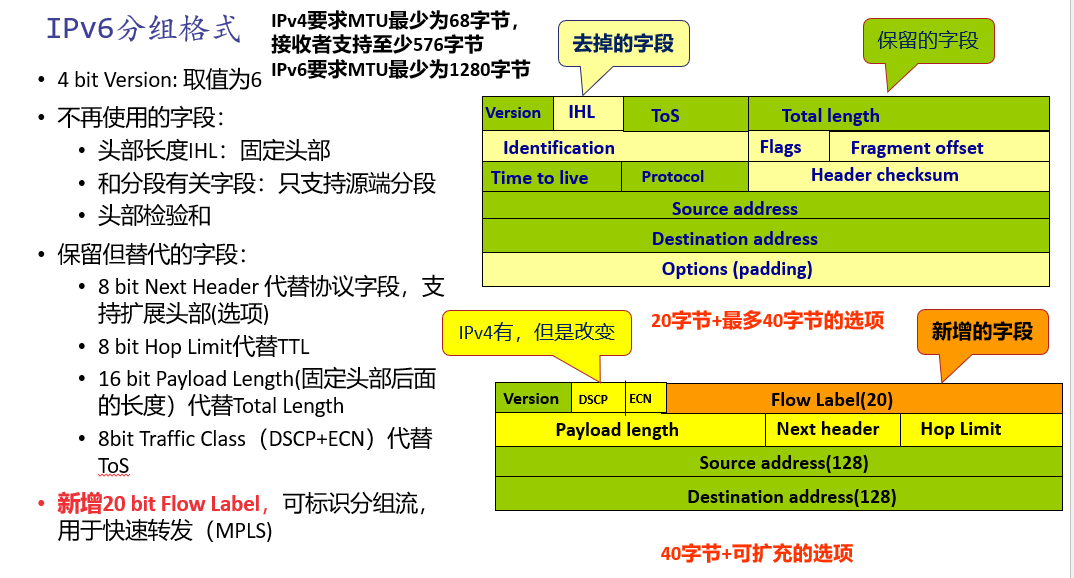 IPv6分组格式
IPv4要求MTU最少为68字节，
接收者支持至少576字节
IPv6要求MTU最少为1280字节
• 4 bit Version: 取值为6
• 不再使用的字段：
• 头部长度IHL：固定头部
• 和分段有关字段：只支持源端分段
• 头部检验和
• 保留但替代的字段：
• 8 bit Next Header 代替协议字段，支
持扩展头部(选项)
• 8 bit Hop Limit代替TTL
• 16 bit Payload Length(固定头部后面
的长度）代替Total Length
• 8bit Traffic Class（DSCP+ECN）代替
ToS
• 新增20 bit Flow Label，可标识分组流，
用于快速转发（MPLS)
去掉的字段
保留的字段
Version IHL ToS Total length
Identification Flags Fragment offset
Time to live Protocol Header checksum
Source address
Destination address
Options (padding)
20字节+最多40字节的选项
IPv4有，但是改变
新增的字段
Version DSCP ECN Flow Label(20)
Payload length Next header Hop Limit
Source address(128)
Destination address(128)
40字节+可扩充的选项